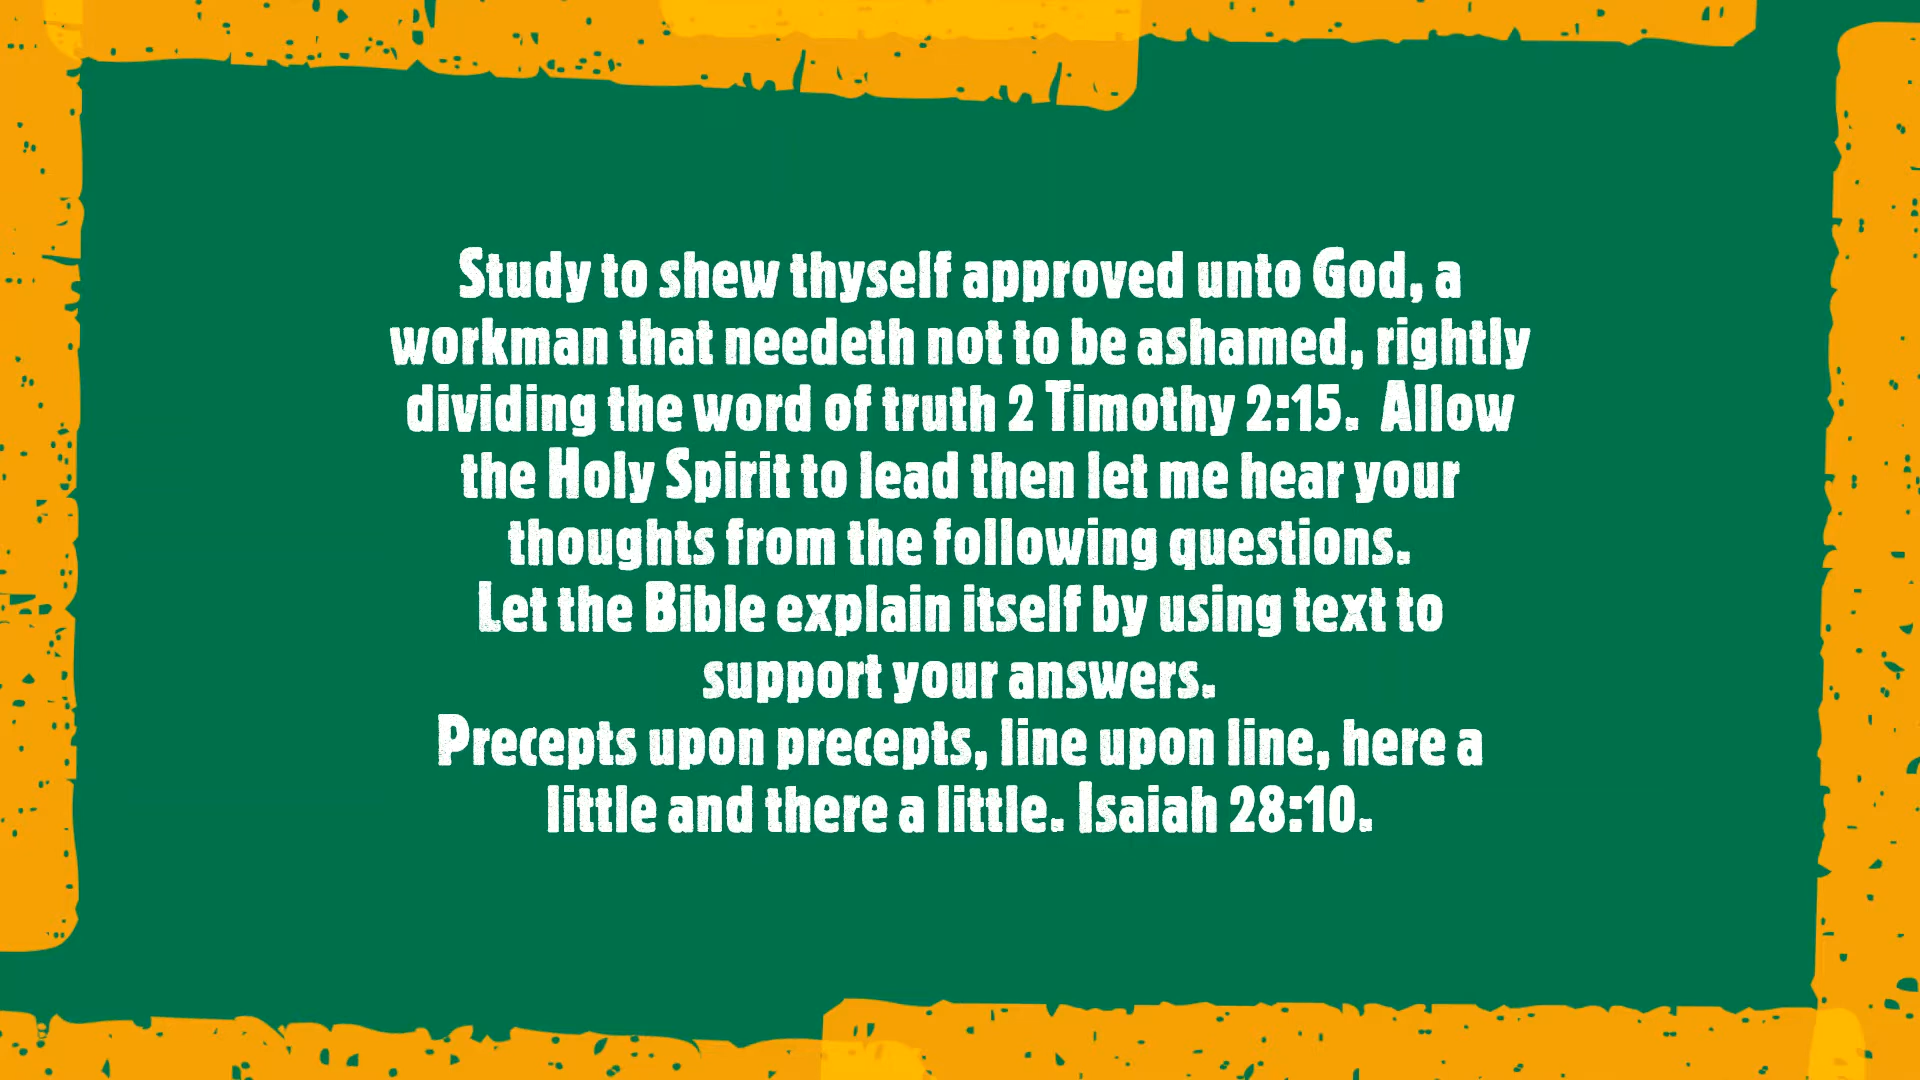 Study to shew thyself approved unto God, a
workman that needeth not to be ashamed, rightly
dividing the word of truth 2 Timothy 2:15.  Allow
the Holy Spirit to lead then let me hear your
thoughts from the following questions.
Let the Bible explain itself by using text to
support your answers.
Precepts upon precepts, line upon line, here a
little and there a little. Isaiah 28:10.